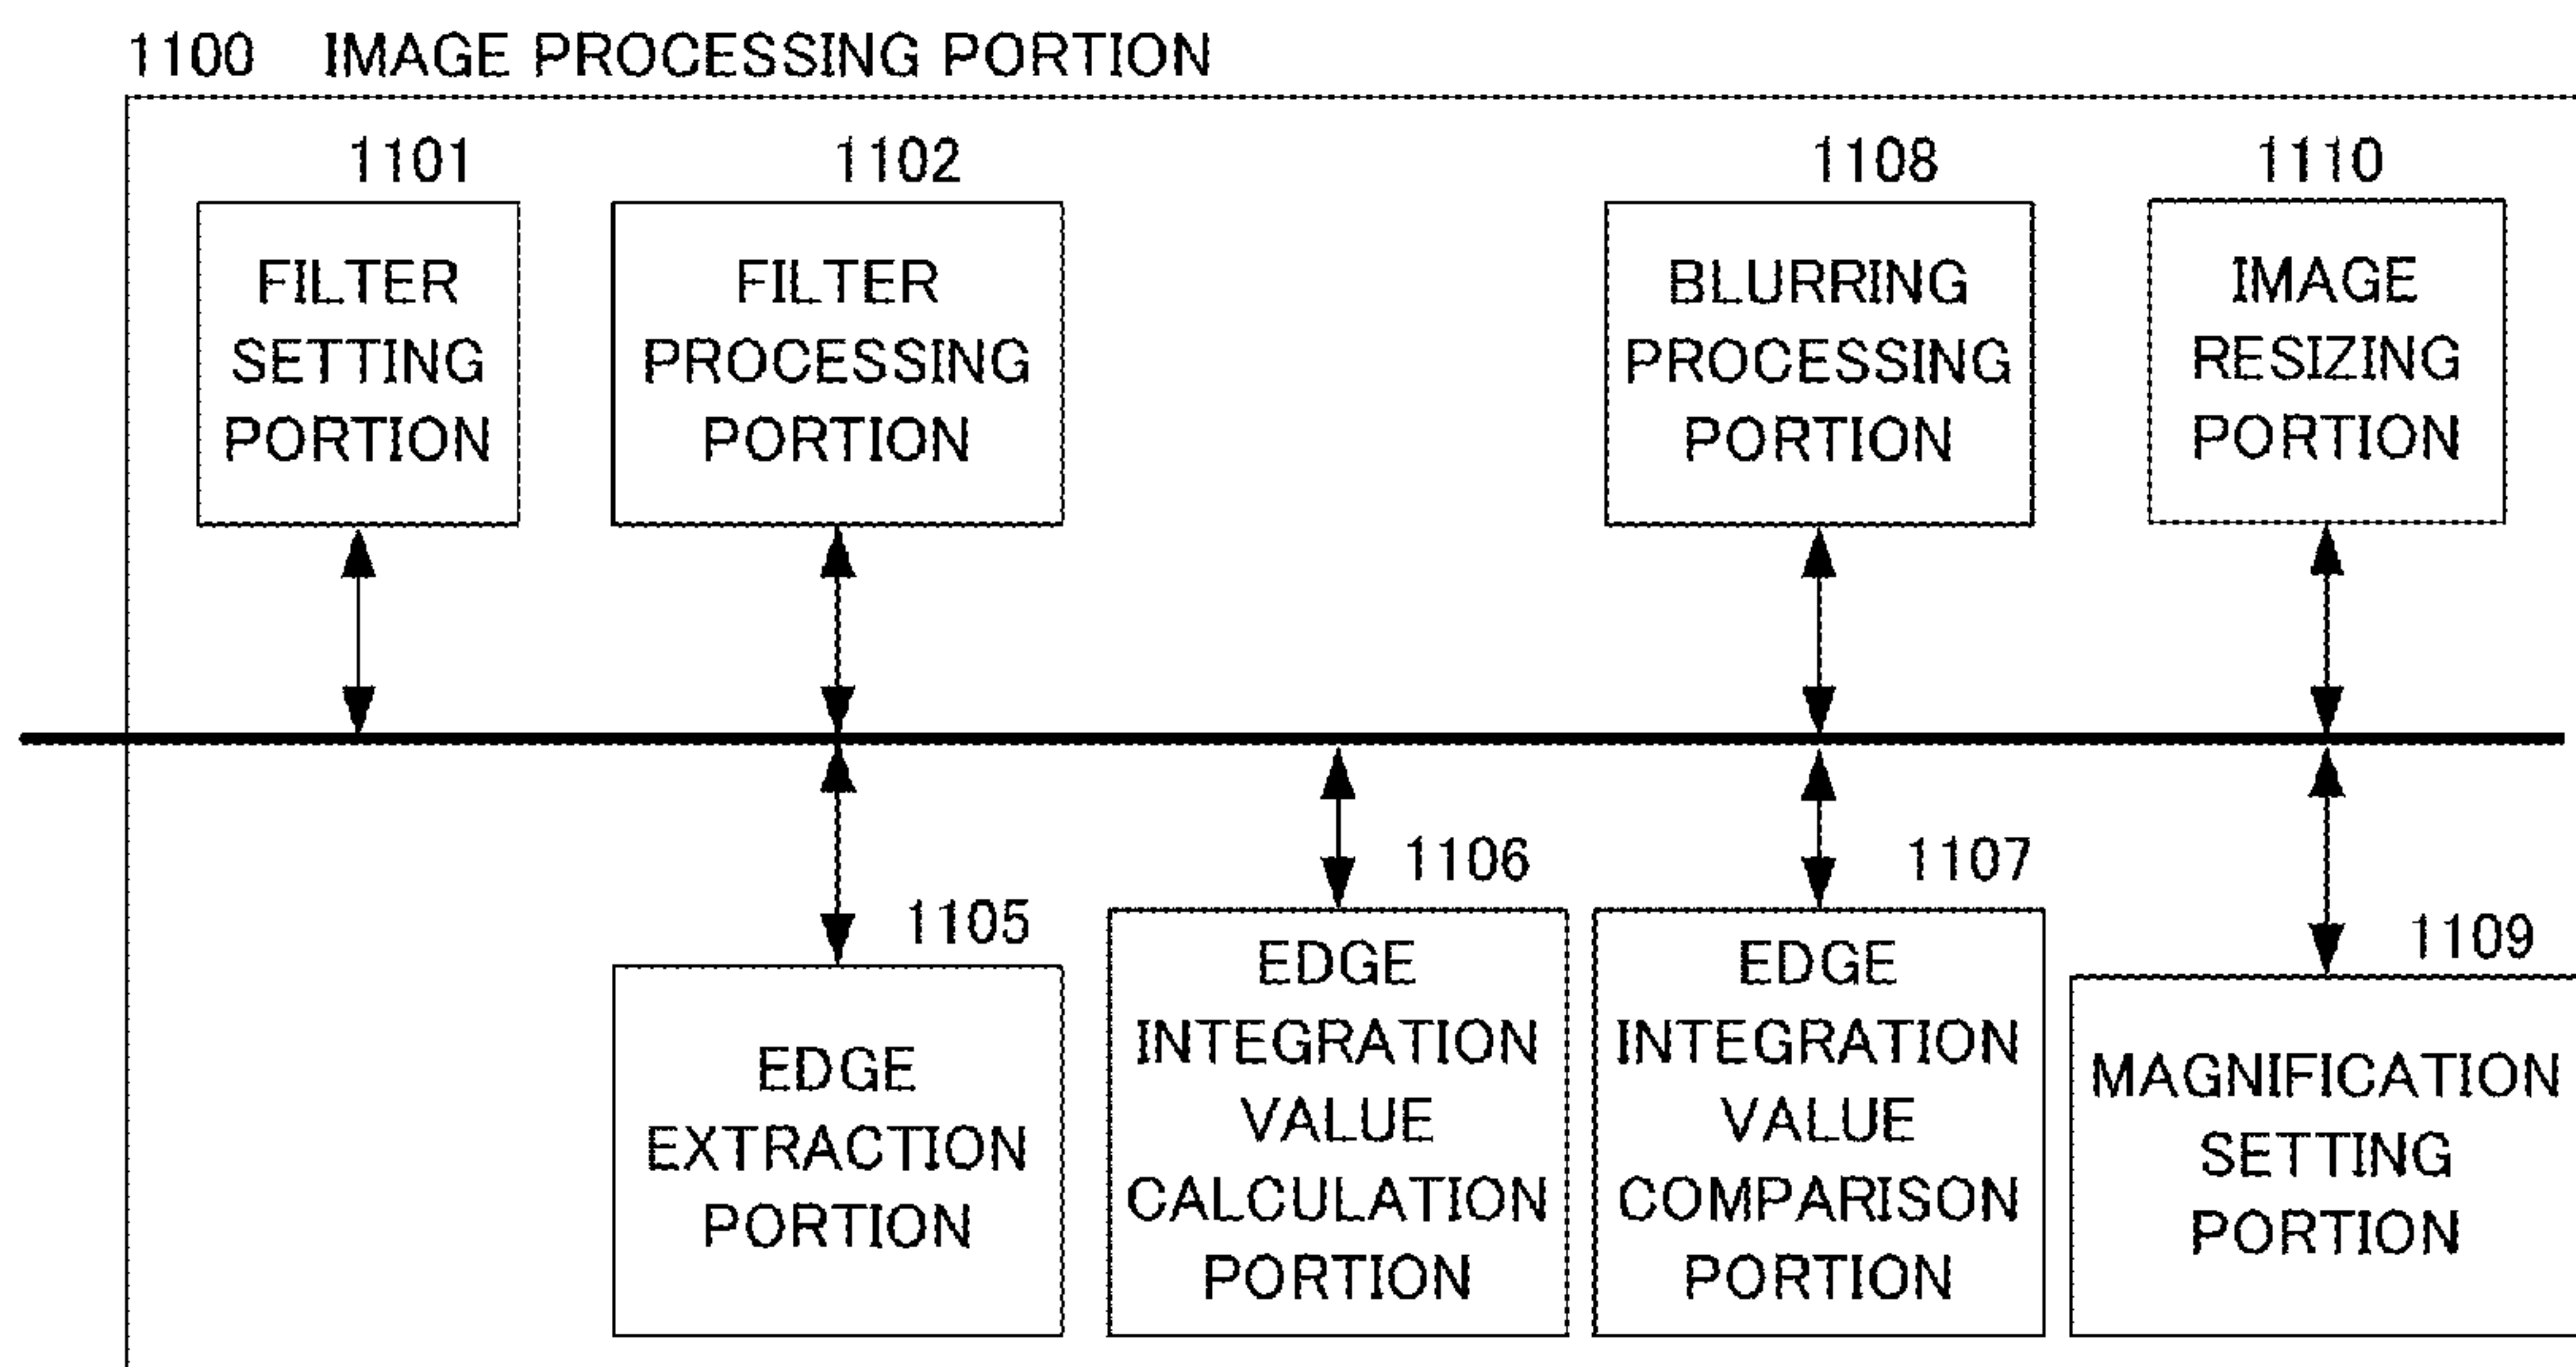 1100 IMAGE PROCESSING PORTION
1101
FILTER
SETTING
PORTION
1102
FILTER
PROCESSING
PORTION
1108
BLURRING
PROCESSING
PORTION
1110
IMAGE
RESIZING
PORTION
1105
EDGE
EXTRACTION
PORTION
1106
EDGE
INTEGRATION
VALUE
CALCULATION
PORTION
1107
EDGE
INTEGRATION
VALUE
COMPARISON
PORTION
1109
MAGNIFICATION
SETTING
PORTION